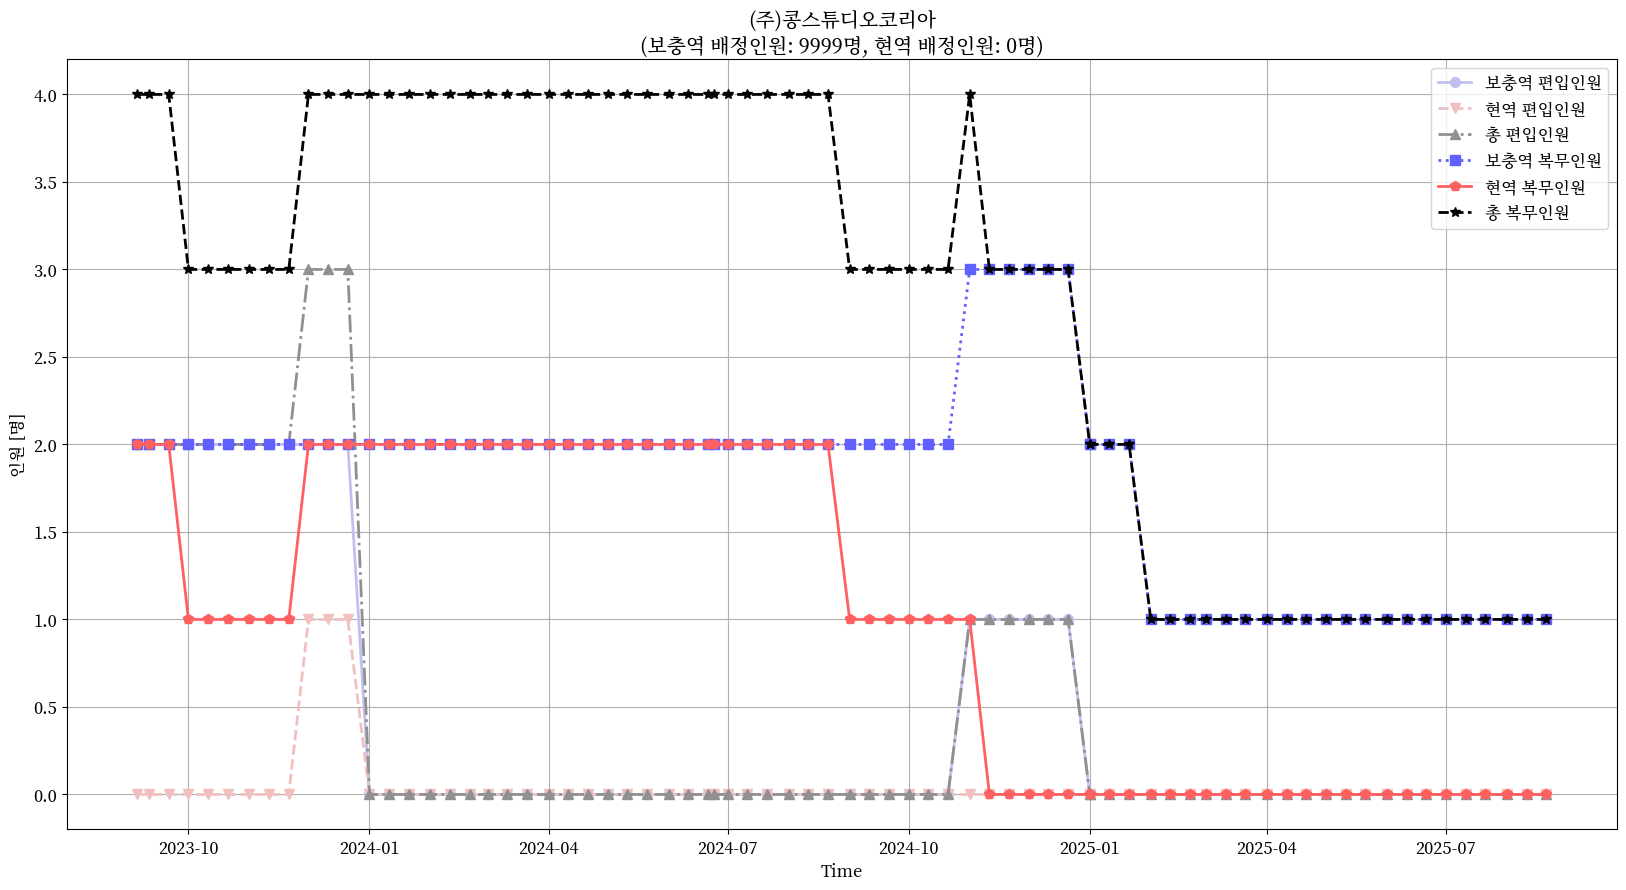 (주)콩스튜디오코리아
(보충역 배정인원: 9999명, 현역 배정인원: 0명)
보충역 편입인원
현역 편입인원
총 편입인원
보충역 복무인원
현역 복무인원
총 복무인원
인원 [명]
4.0
3.5
3.0
2.5
2.0
1.5
1.0
0.5
0.0
2023-10 2024-01 2024-04 2024-07 2024-10 2025-01 2025-04 2025-07
Time